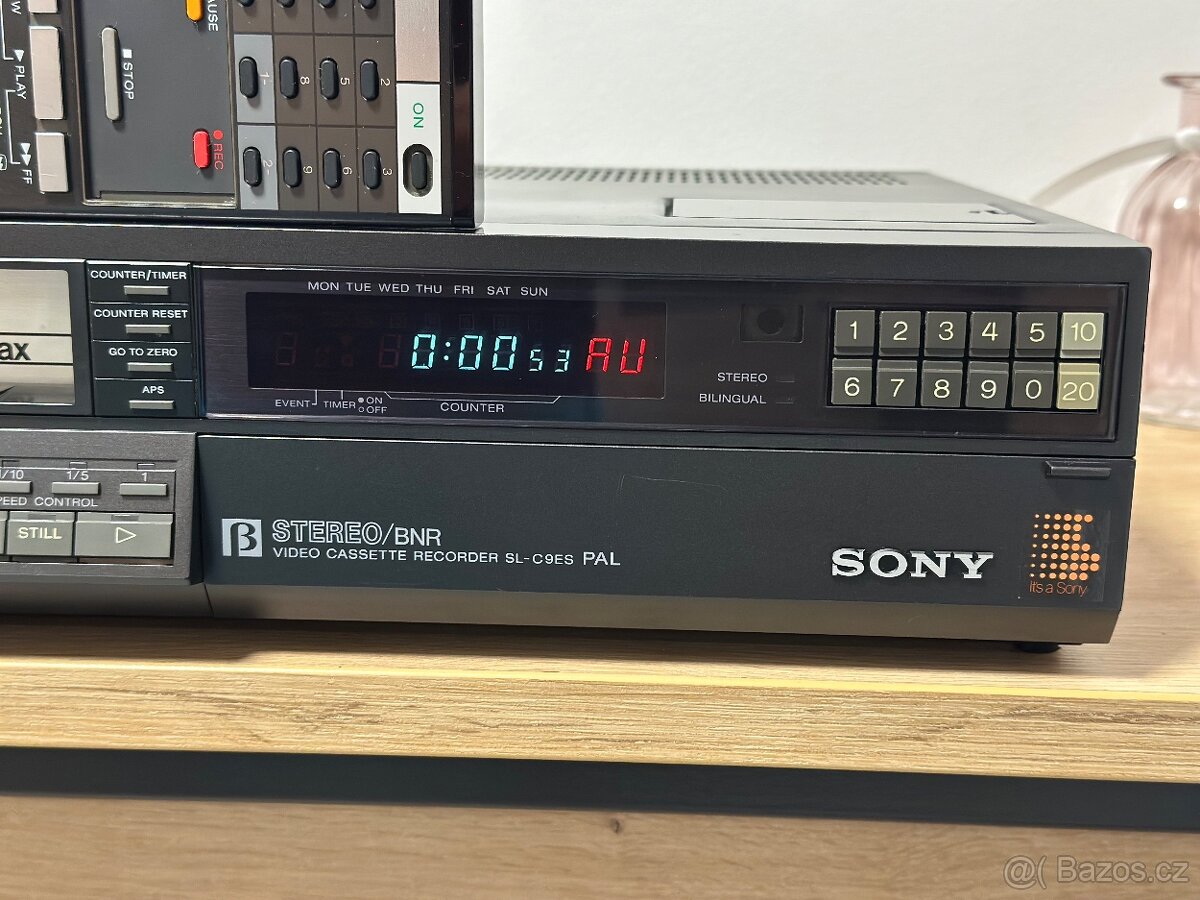 PLAY
FF
STOP
REC
1-
8
5
2
2-
9
6
3
ON
ax
COUNTER/TIMER
COUNTER RESET
GO TO ZERO
APS
MON TUE WED THU FRI SAT SUN
0:00 53 AU
EVENT TIMER ON
OFF
COUNTER
STEREO
BILINGUAL
1 2 3 4 5 10
6 7 8 9 0 20
1/10 1/5 1
SPEED CONTROL
STILL
β STEREO/BNR
VIDEO CASSETTE RECORDER SL-C9ES PAL
SONY
It's a Sony
@( Bazos.cz